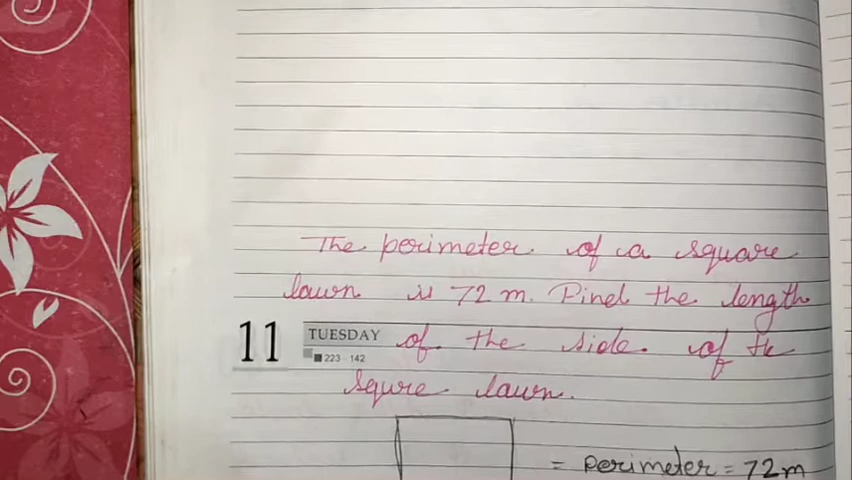 The perimeter of a square
lawn is 72 m. Find the length
11 TUESDAY of the side of the
223 - 142
squre lawn.
= perimeter = 72m